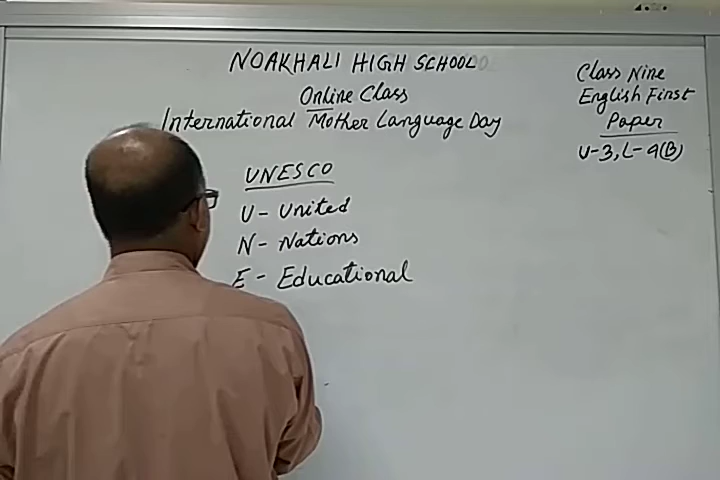 NOAKHALI HIGH SCHOOL
Online Class
International Mother Language Day
Class Nine
English First
Paper
U-3, L-4(B)
UNESCO
U- United
N- Nations
E- Educational